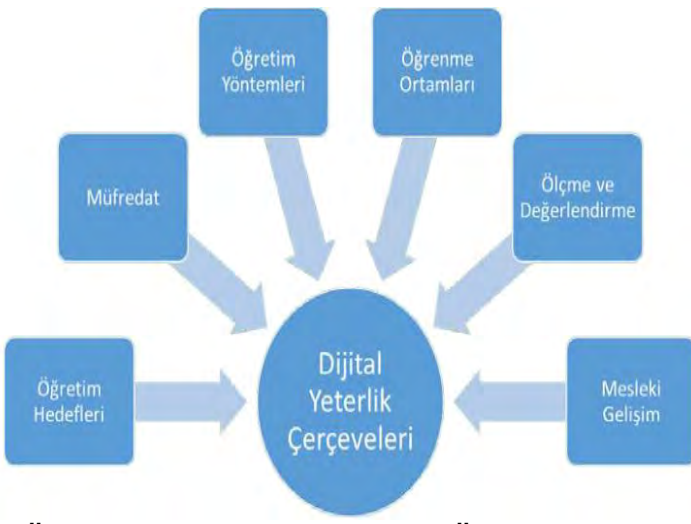 Öğretim
Yöntemleri
Öğrenme
Ortamları
Müfredat
Ölçme ve
Değerlendirme
Öğretim
Hedefleri
Dijital
Yeterlik
Çerçeveleri
Mesleki
Gelişim